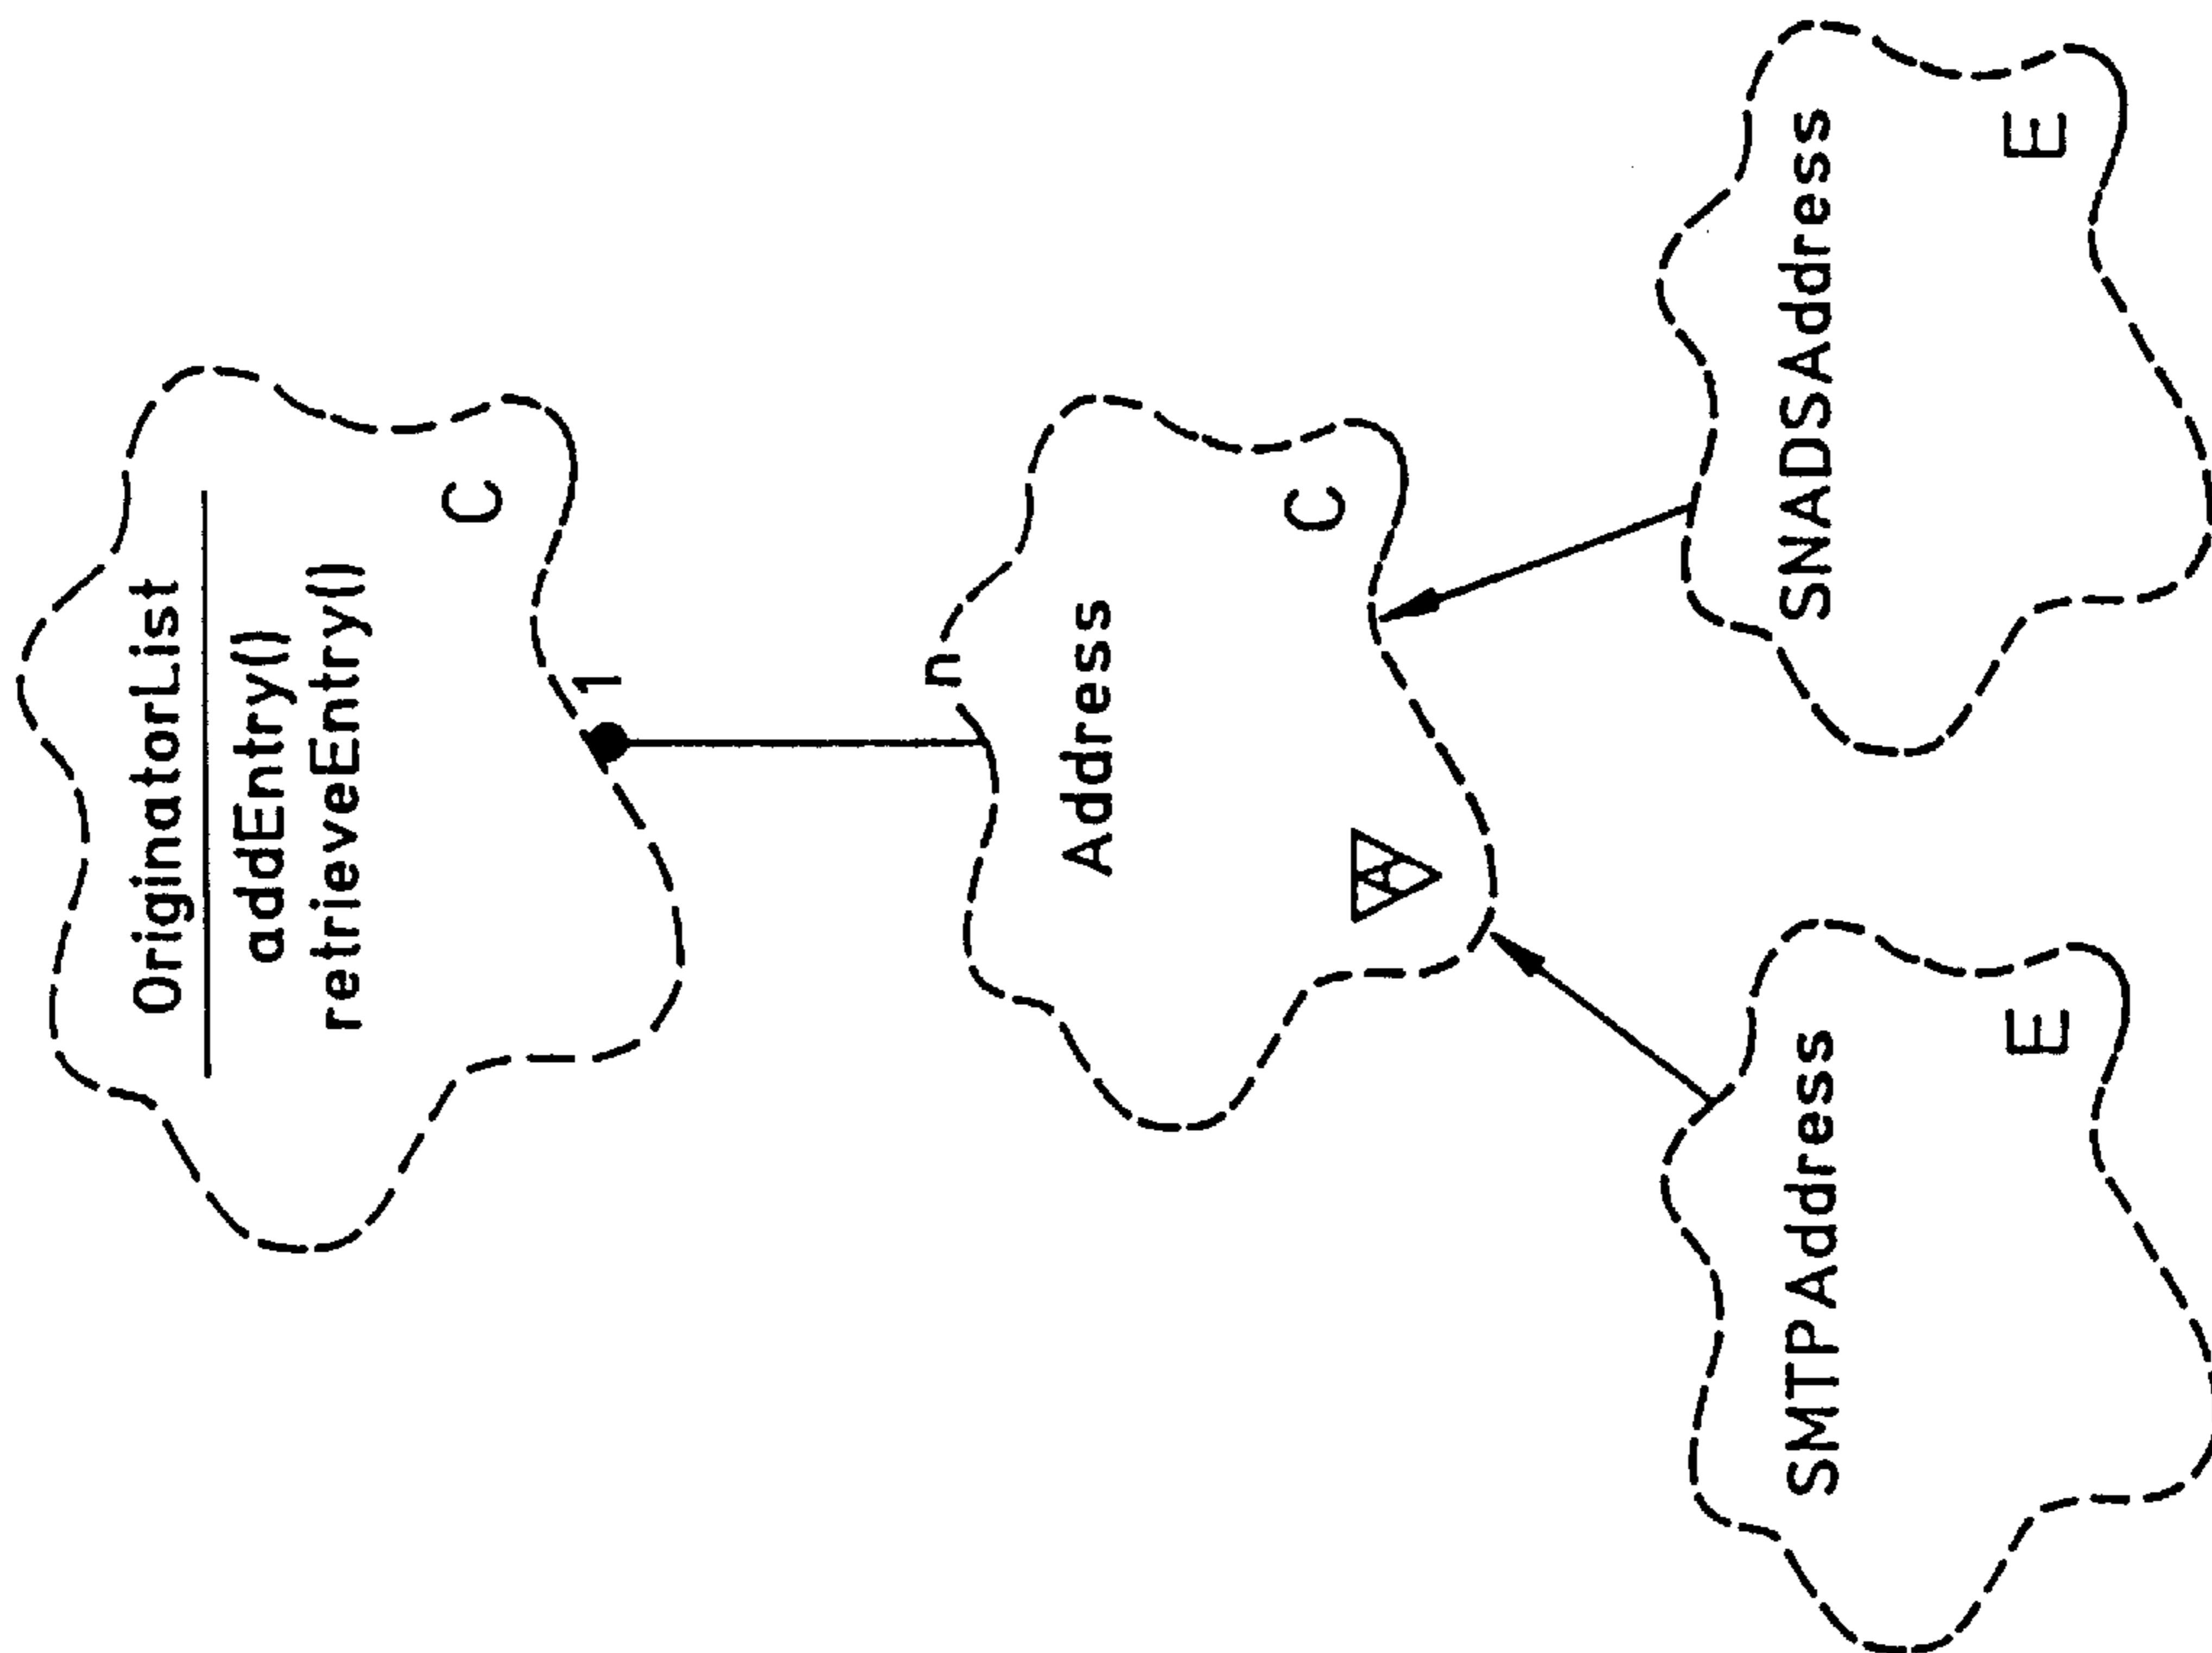 OriginatorList
addEntry()
retrieveEntry()
C
1
n
Address
C
A
SMTPAddress
E
SNADSAddress
E